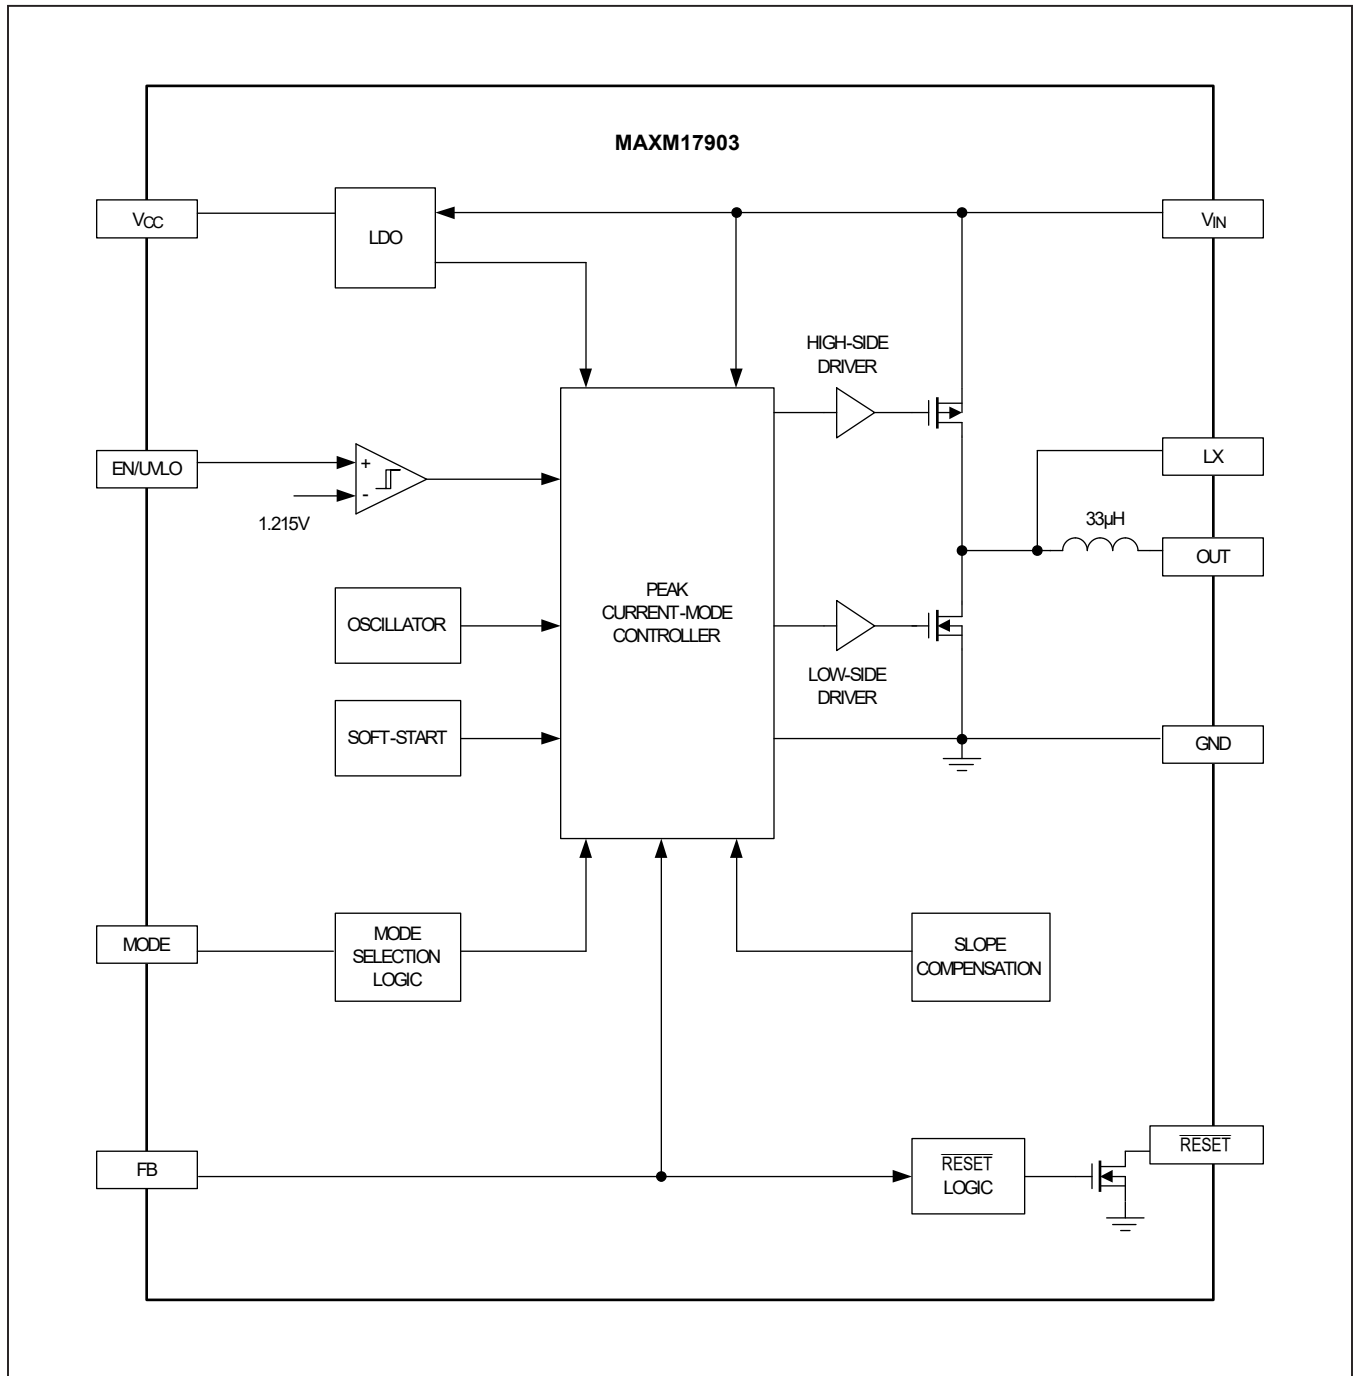 MAXM17903
VCC
LDO
VIN
HIGH-SIDE
DRIVER
EN/UVLO
+
-
1.215V
LX
33µH
OUT
PEAK
CURRENT-MODE
CONTROLLER
OSCILLATOR
LOW-SIDE
DRIVER
SOFT-START
GND
MODE
MODE
SELECTION
LOGIC
SLOPE
COMPENSATION
FB
RESET
LOGIC
RESET